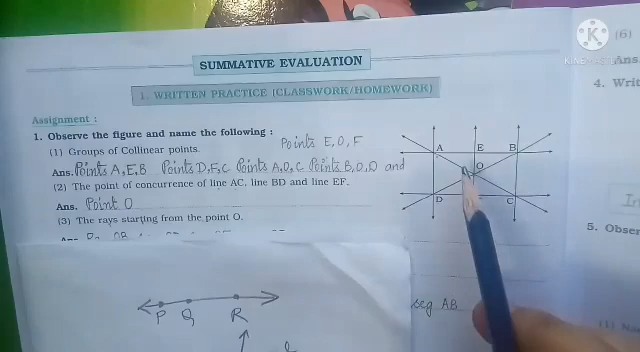 SUMMATIVE EVALUATION
1. WRITTEN PRACTICE (CLASSWORK/HOMEWORK)
Assignment :
1. Observe the figure and name the following :
(1) Groups of Collinear points.
Points E, O, F
Ans. Points A, E, B Points D, F, C Points A, O, C Points B, O, D and
(2) The point of concurrence of line AC, line BD and line EF.
Ans. Point O
(3) The rays starting from the point O.
A E B
O
D C
seg AB
P Q R
(6)
Ans.
4. Writ
5. Obser
K